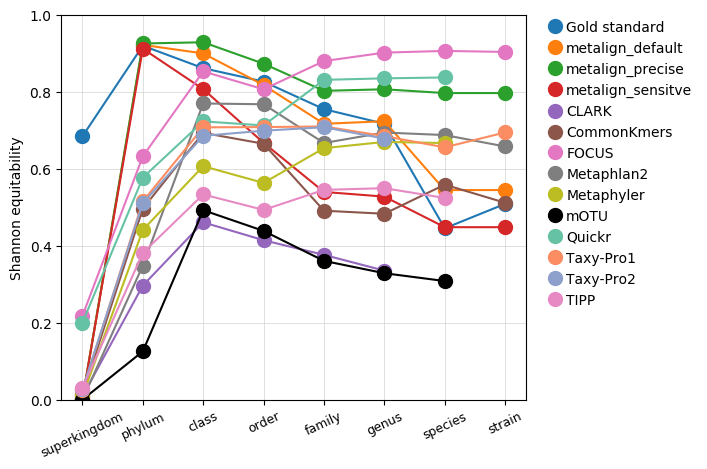 1.0
0.8
0.6
0.4
0.2
0.0
Shannon equitability
superkingdom
phylum
class
order
family
genus
species
strain
Gold standard
metalign_default
metalign_precise
metalign_sensitve
CLARK
CommonKmers
FOCUS
Metaphlan2
Metaphyler
mOTU
Quickr
Taxy-Pro1
Taxy-Pro2
TIPP